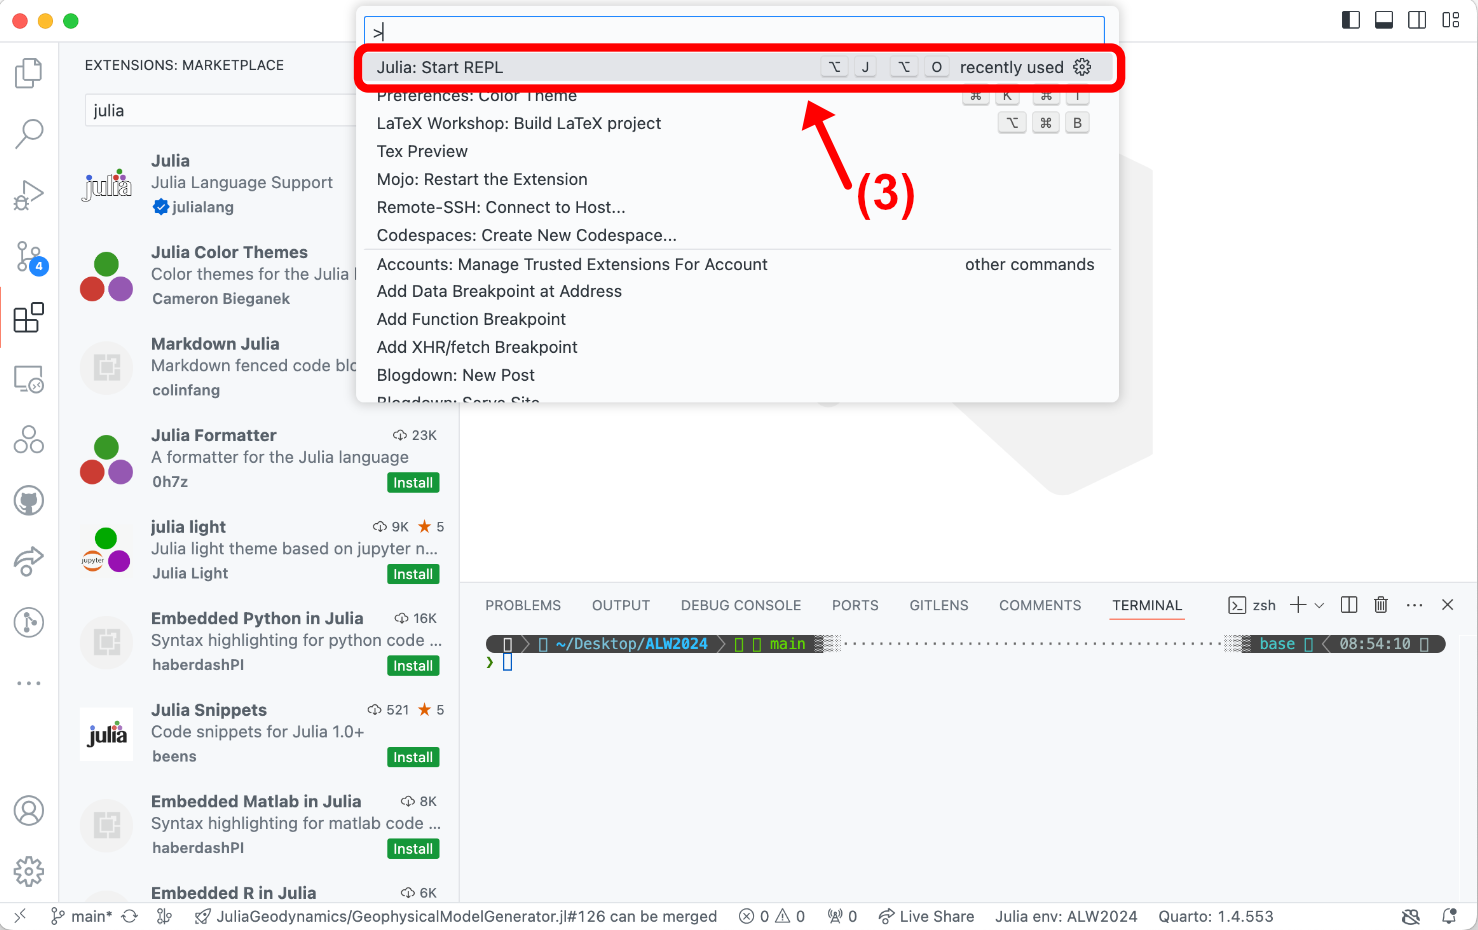 >
Julia: Start REPL ⌥ J ⌥ O recently used
Preferences: Color Theme ⌘ K ⌘ T
LaTeX Workshop: Build LaTeX project ⌥ ⌘ B
Tex Preview
Mojo: Restart the Extension
Remote-SSH: Connect to Host...
Codespaces: Create New Codespace...
Accounts: Manage Trusted Extensions For Account other commands
Add Data Breakpoint at Address
Add Function Breakpoint
Add XHR/fetch Breakpoint
Blogdown: New Post
Blogdown: Serve Site
(3)
EXTENSIONS: MARKETPLACE
julia
julia
Julia
Julia Language Support
julialang
Julia Color Themes
Color themes for the Julia
Cameron Bieganek
Markdown Julia
Markdown fenced code blo
colinfang
Julia Formatter 23K
A formatter for the Julia language
0h7z Install
jupyter
julia light 9K ★ 5
Julia light theme based on jupyter n...
Julia Light Install
Embedded Python in Julia 16K
Syntax highlighting for python code ...
haberdashPI Install
julia
Julia Snippets 521 ★ 5
Code snippets for Julia 1.0+
beens Install
Embedded Matlab in Julia 8K
Syntax highlighting for matlab code ...
haberdashPI Install
Embedded R in Julia 6K
4
PROBLEMS OUTPUT DEBUG CONSOLE PORTS GITLENS COMMENTS TERMINAL zsh
~/Desktop/ALW2024 main base 08:54:10
❯
main* JuliaGeodynamics/GeophysicalModelGenerator.jl#126 can be merged 0 0 0 Live Share Julia env: ALW2024 Quarto: 1.4.553